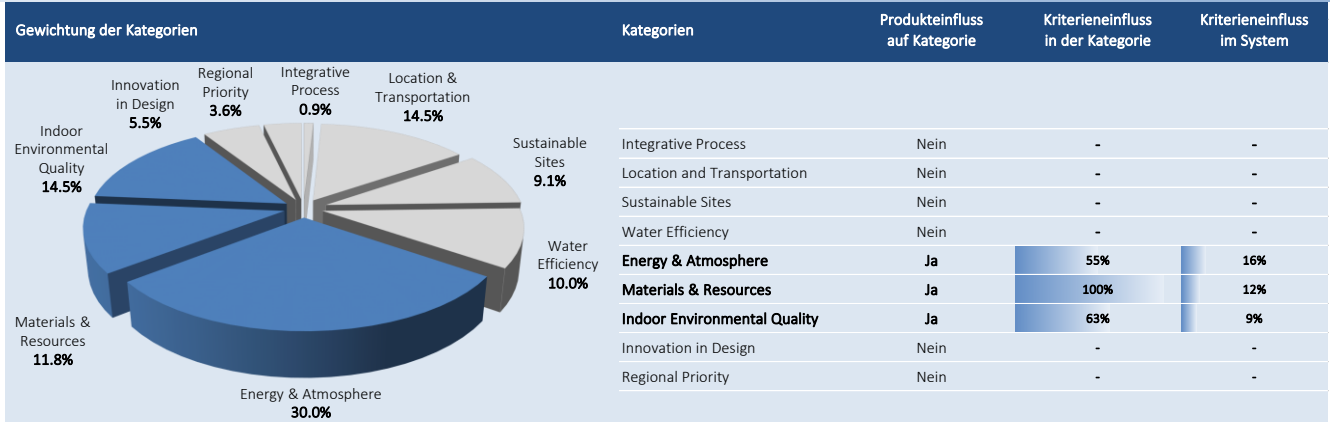 Gewichtung der Kategorien
Kategorien
Produkteinfluss
auf Kategorie
Kriterieneinfluss
in der Kategorie
Kriterieneinfluss
im System
Innovation
in Design
5.5%
Regional
Priority
3.6%
Integrative
Process
0.9%
Location &
Transportation
14.5%
Indoor
Environmental
Quality
14.5%
Sustainable
Sites
9.1%
Water
Efficiency
10.0%
Materials &
Resources
11.8%
Energy & Atmosphere
30.0%
Integrative Process Nein - -
Location and Transportation Nein - -
Sustainable Sites Nein - -
Water Efficiency Nein - -
Energy & Atmosphere Ja 55% 16%
Materials & Resources Ja 100% 12%
Indoor Environmental Quality Ja 63% 9%
Innovation in Design Nein - -
Regional Priority Nein - -